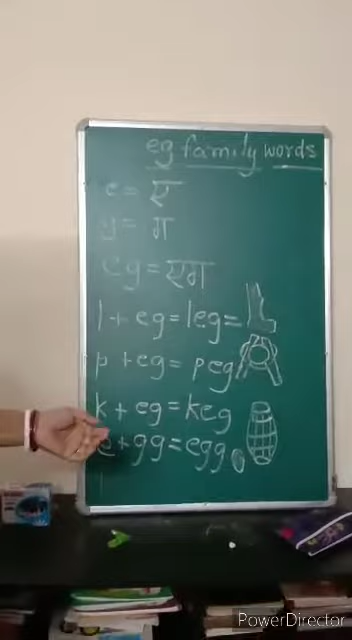 eg family words
e = ए
g = ग
eg = एग
l + eg = leg =
p + eg = peg
k + eg = keg
e + gg = egg
PowerDirector